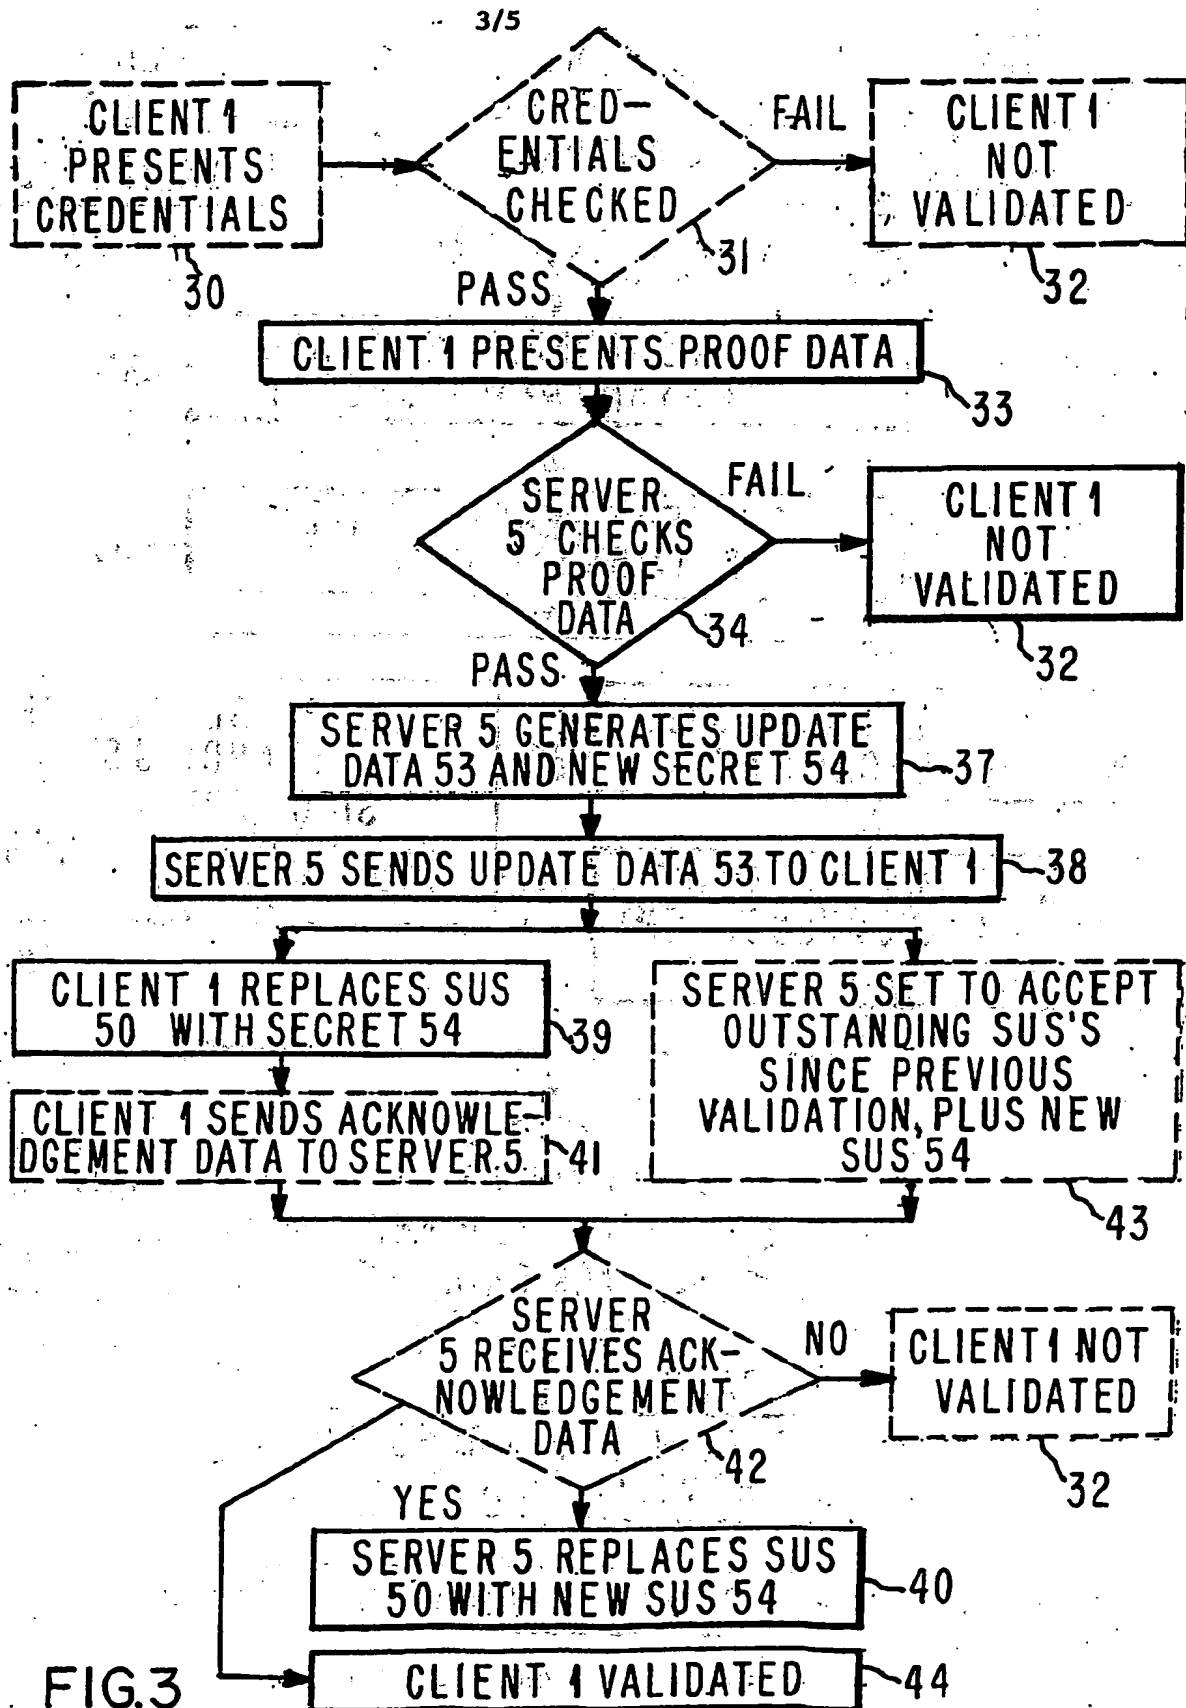 3/5
CLIENT 1
PRESENTS
CREDENTIALS
30
CRED-
ENTIALS
CHECKED
31
FAIL
CLIENT 1
NOT
VALIDATED
32
PASS
CLIENT 1 PRESENTS PROOF DATA
33
SERVER
5 CHECKS
PROOF
DATA
34
FAIL
CLIENT 1
NOT
VALIDATED
32
PASS
SERVER 5 GENERATES UPDATE
DATA 53 AND NEW SECRET 54
37
SERVER 5 SENDS UPDATE DATA 53 TO CLIENT 1
38
CLIENT 1 REPLACES SUS
50 WITH SECRET 54
39
CLIENT 1 SENDS ACKNOWLE-
DGEMENT DATA TO SERVER 5
41
SERVER 5 SET TO ACCEPT
OUTSTANDING SUS'S
SINCE PREVIOUS
VALIDATION, PLUS NEW
SUS 54
43
SERVER
5 RECEIVES ACK-
NOWLEDGEMENT
DATA
42
NO
CLIENT 1 NOT
VALIDATED
32
YES
SERVER 5 REPLACES SUS
50 WITH NEW SUS 54
40
CLIENT 1 VALIDATED
44
FIG.3